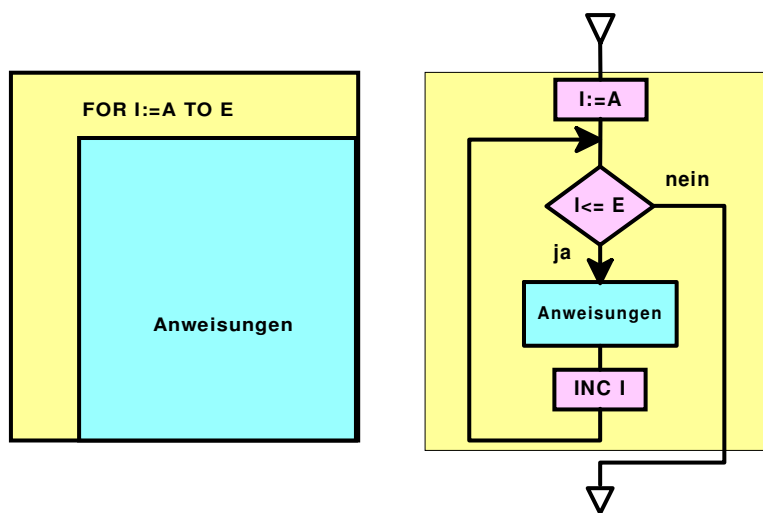 FOR I:=A TO E
Anweisungen
I:=A
I<= E
nein
ja
Anweisungen
INC I